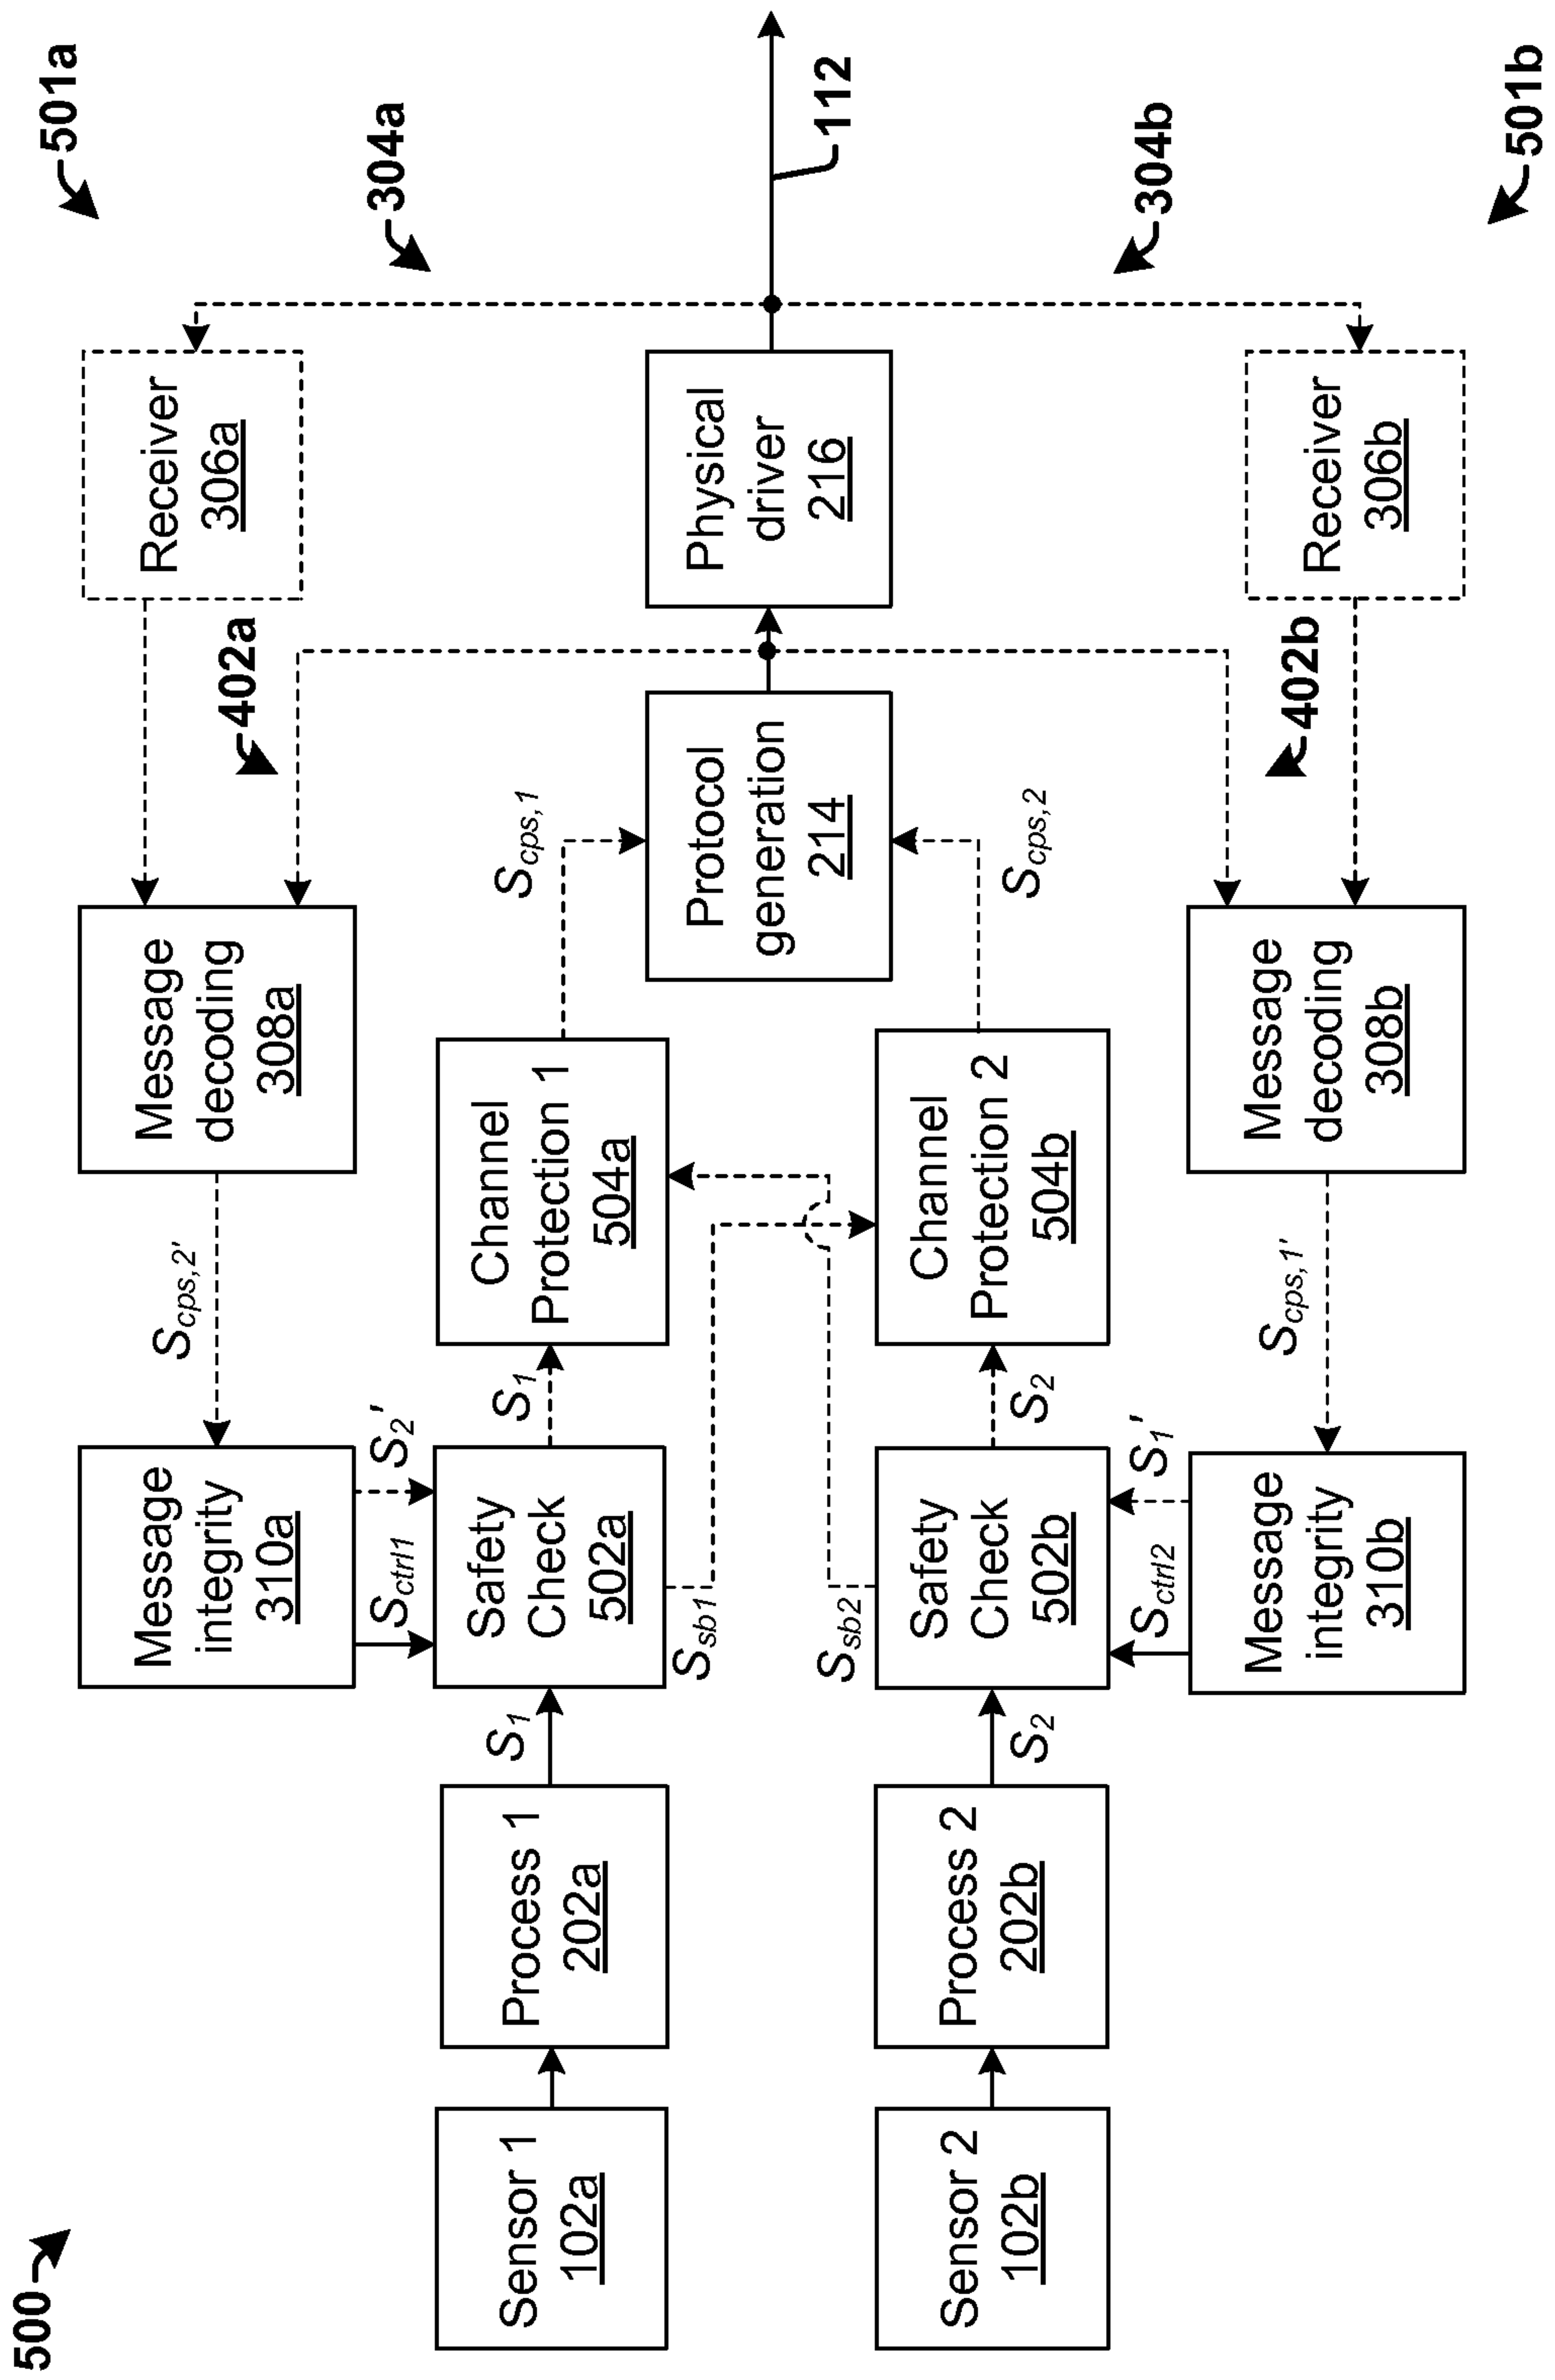 500
501a
304a
Receiver
306a
402a
Message
decoding
308a
S_cps,2'
Message
integrity
310a
S_2'
S_ctrl1
Sensor 1
102a
Process 1
202a
S_1
Safety
Check
502a
S_1
Channel
Protection 1
504a
S_cps,1
S_sb1
Protocol
generation
214
Physical
driver
216
112
S_sb2
Sensor 2
102b
Process 2
202b
S_2
Safety
Check
502b
S_2
Channel
Protection 2
504b
S_cps,2
S_ctrl2
S_1'
Message
integrity
310b
S_cps,1'
Message
decoding
308b
402b
Receiver
306b
304b
501b